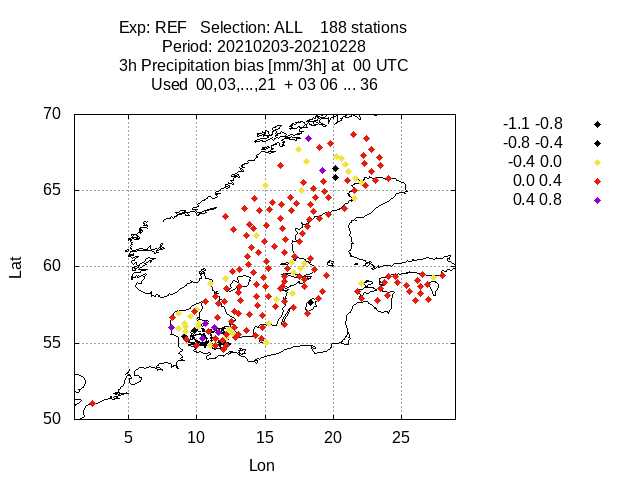 Exp: REF   Selection: ALL    188 stations
Period: 20210203-20210228
3h Precipitation bias [mm/3h] at  00 UTC
Used  00,03,...,21  + 03 06 ... 36
70
65
60
55
50
Lat
5 10 15 20 25
Lon
-1.1 -0.8
-0.8 -0.4
-0.4 0.0
0.0 0.4
0.4 0.8